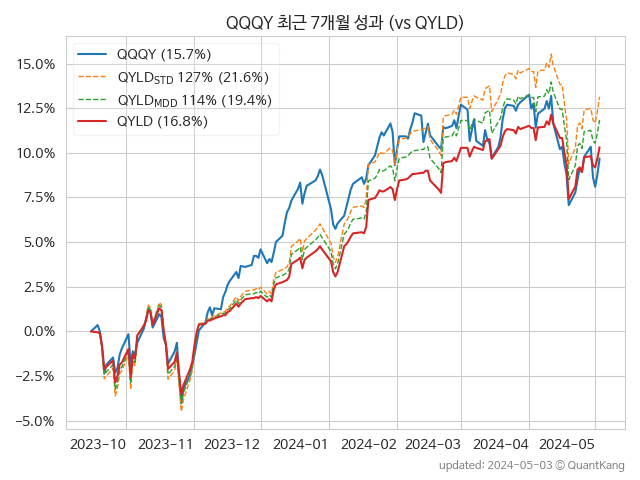 QQQY 최근 7개월 성과 (vs QYLD)
QQQY (15.7%)
QYLD_STD 127% (21.6%)
QYLD_MDD 114% (19.4%)
QYLD (16.8%)
15.0%
12.5%
10.0%
7.5%
5.0%
2.5%
0.0%
−2.5%
−5.0%
2023−10 2023−11 2023−12 2024−01 2024−02 2024−03 2024−04 2024−05
updated: 2024-05-03 © QuantKang